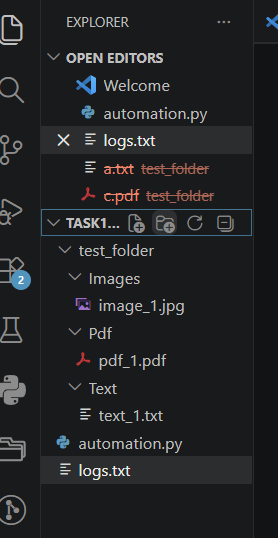 EXPLORER ...
OPEN EDITORS
Welcome
automation.py
logs.txt
a.txt test_folder
c.pdf test_folder
TASK1...
test_folder
Images
image_1.jpg
Pdf
pdf_1.pdf
Text
text_1.txt
automation.py
logs.txt
2